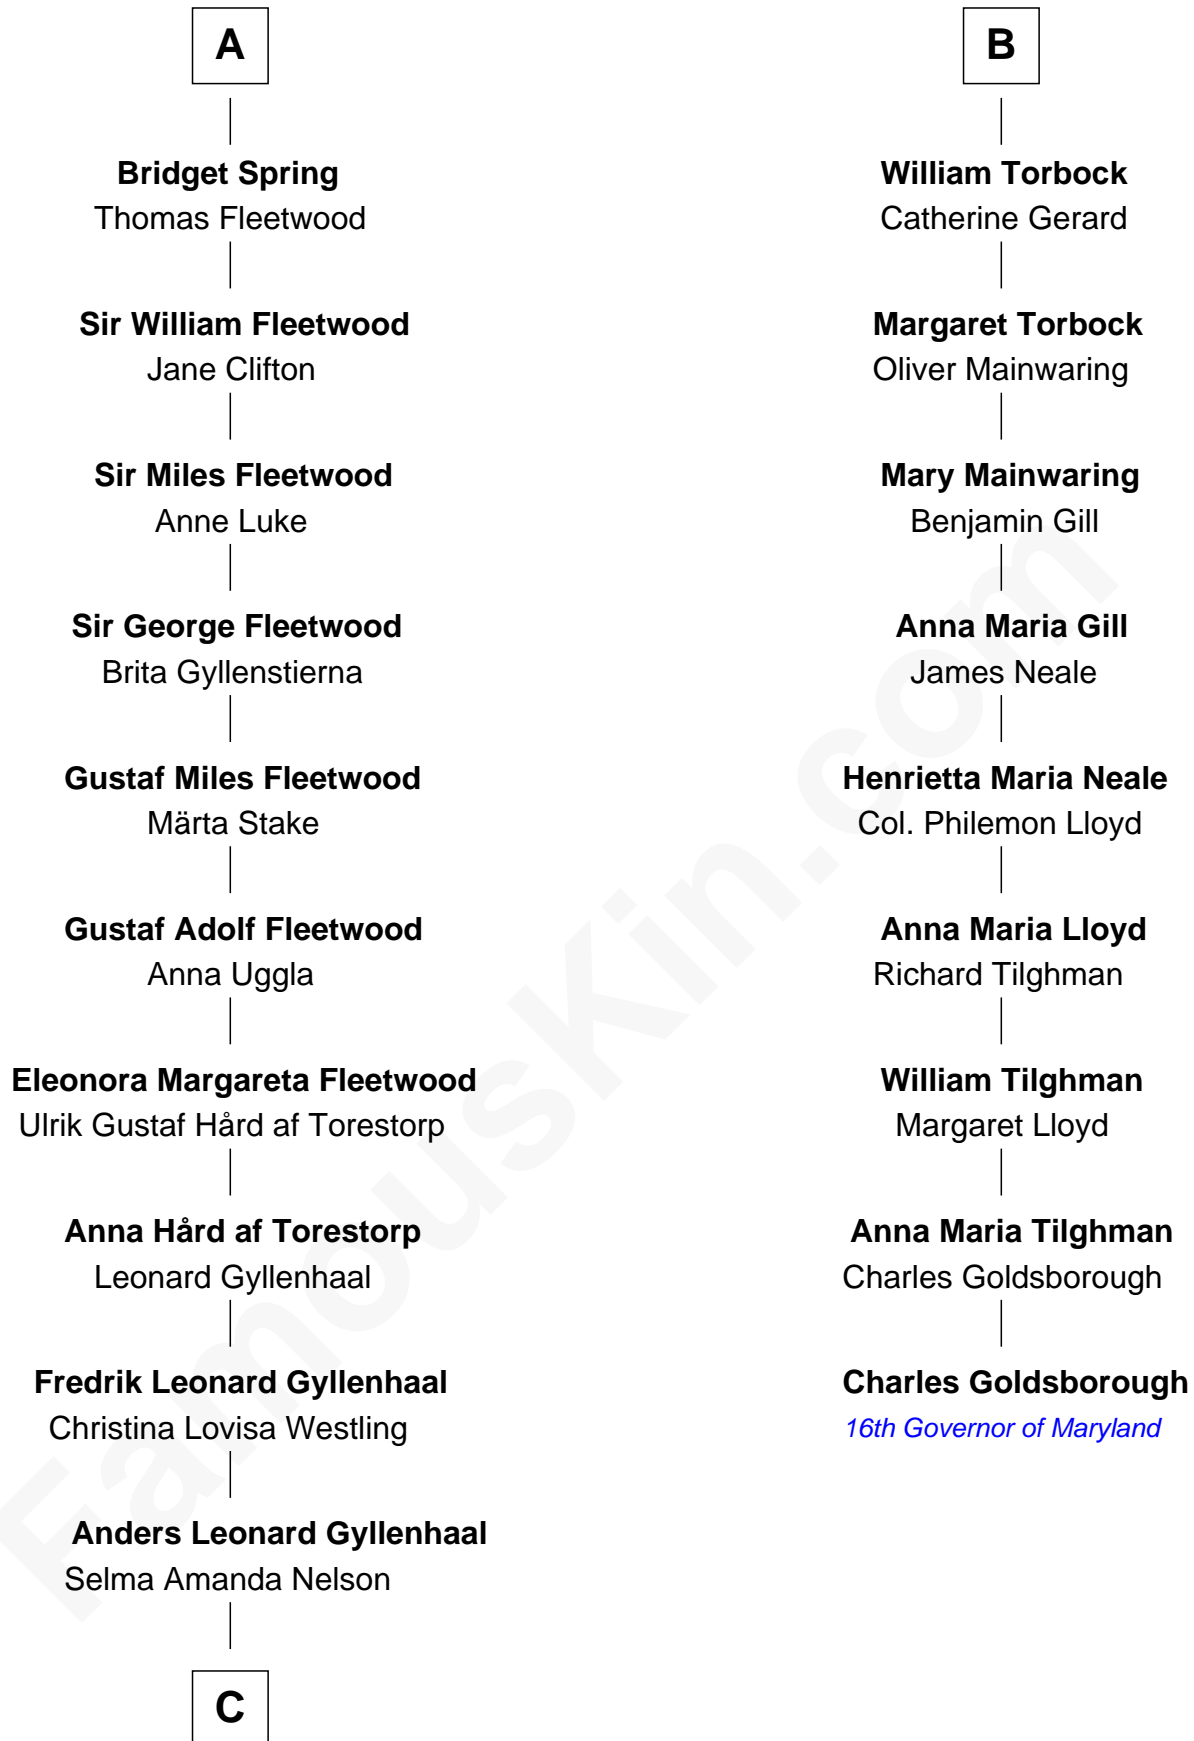 A
Bridget Spring
Thomas Fleetwood
Sir William Fleetwood
Jane Clifton
Sir Miles Fleetwood
Anne Luke
Sir George Fleetwood
Brita Gyllenstierna
Gustaf Miles Fleetwood
Märta Stake
Gustaf Adolf Fleetwood
Anna Uggla
Eleonora Margareta Fleetwood
Ulrik Gustaf Hård af Torestorp
Anna Hård af Torestorp
Leonard Gyllenhaal
Fredrik Leonard Gyllenhaal
Christina Lovisa Westling
Anders Leonard Gyllenhaal
Selma Amanda Nelson
C
B
William Torbock
Catherine Gerard
Margaret Torbock
Oliver Mainwaring
Mary Mainwaring
Benjamin Gill
Anna Maria Gill
James Neale
Henrietta Maria Neale
Col. Philemon Lloyd
Anna Maria Lloyd
Richard Tilghman
William Tilghman
Margaret Lloyd
Anna Maria Tilghman
Charles Goldsborough
Charles Goldsborough
16th Governor of Maryland
FamousKin.com